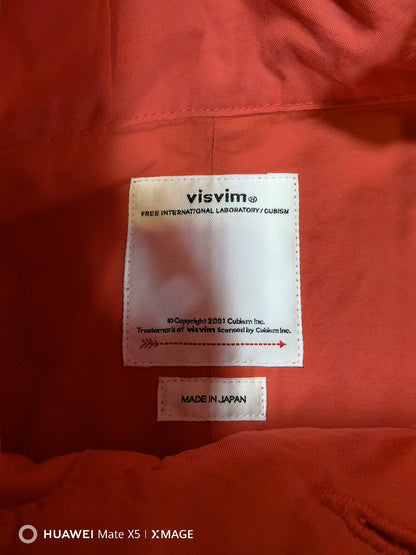 visvim®
FREE INTERNATIONAL LABORATORY / CUBISM
©Copyright 2001 Cubism Inc.
Trademark of visvim licensed by Cubism Inc.
MADE IN JAPAN
HUAWEI Mate X5 | XMAGE